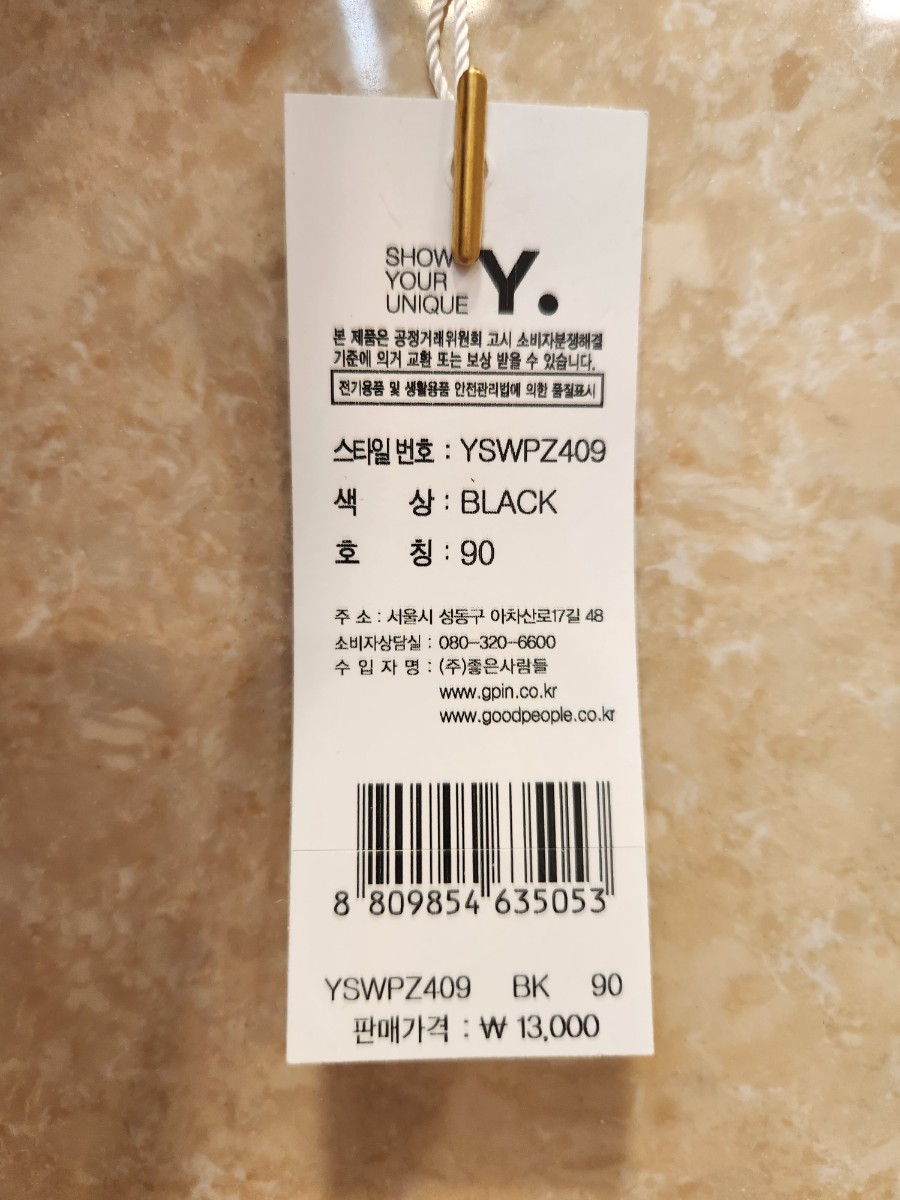 SHOW
YOUR
UNIQUE
Y.
본 제품은 공정거래위원회 고시 소비자분쟁해결
기준에 의거 교환 또는 보상 받을 수 있습니다.
전기용품 및 생활용품 안전관리법에 의한 품질표시
스타일 번호 : YSWPZ409
색 상 : BLACK
호 칭 : 90
주 소 : 서울시 성동구 아차산로17길 48
소비자상담실 : 080-320-6600
수 입 자 명 : (주)좋은사람들
www.gpin.co.kr
www.goodpeople.co.kr
8 809854 635053
YSWPZ409 BK 90
판매가격 : ₩ 13,000